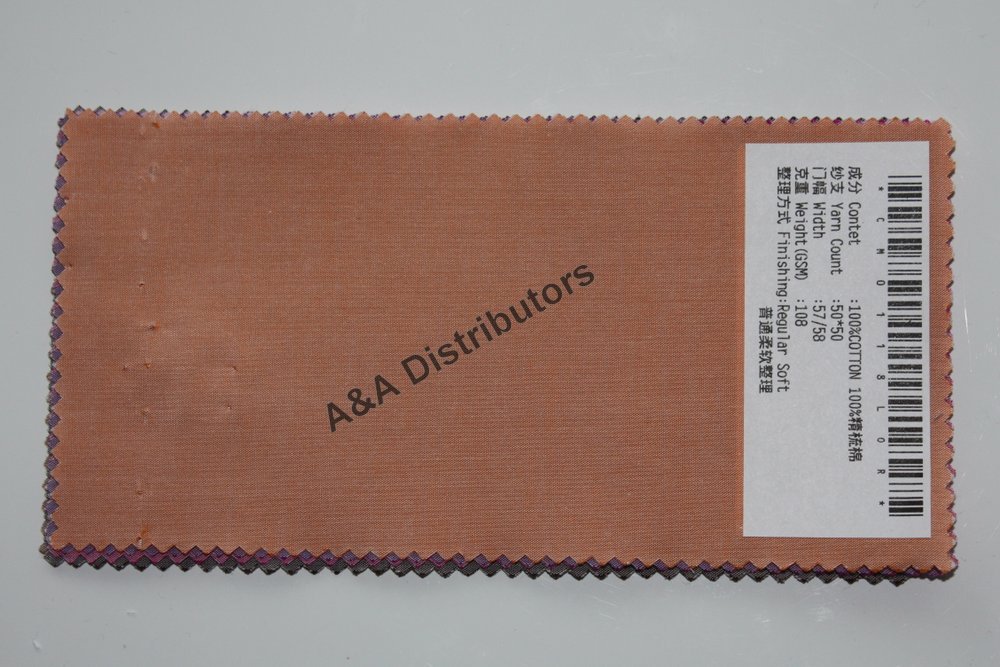 *CM0118L0R*
成分 Contet :100%COTTON 100%精梳棉
纱支 Yarn Count :50*50
门幅 Width :57/58
克重 Weight(GSM) :108
整理方式 Finishing:Regular Soft
普通柔软整理
A&A Distributors